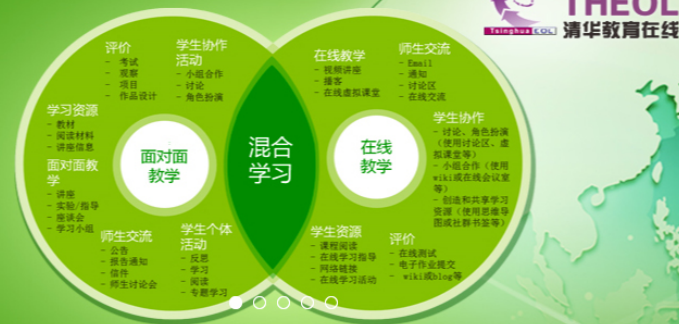 THEOL
Tsinghua EOL
清华教育在线
评价
- 考试
- 观察
- 项目
- 作品设计
学生协作
活动
- 小组合作
- 讨论
- 角色扮演
学习资源
- 教材
- 阅读材料
- 讲座信息
面对面教
学
- 讲座
- 实验/指导
- 座谈会
- 学习小组
面对面
教学
师生交流
- 公告
- 报告通知
- 信件
- 师生讨论会
学生个体
活动
- 反思
- 学习
- 阅读
- 专题学习
混合
学习
在线教学
- 视频讲座
- 播客
- 在线虚拟课堂
师生交流
- Email
- 通知
- 讨论区
- 在线交流
在线
教学
学生协作
- 讨论、角色扮演
(使用讨论区、虚
拟课堂等)
- 小组合作(使用
wiki或在线会议室
等)
- 创造和共享学习
资源(使用思维导
图或社群书签等)
学生资源
- 课程阅读
- 在线学习指导
- 网络链接
- 在线学习活动
评价
- 在线测试
- 电子作业提交
- wiki或blog等